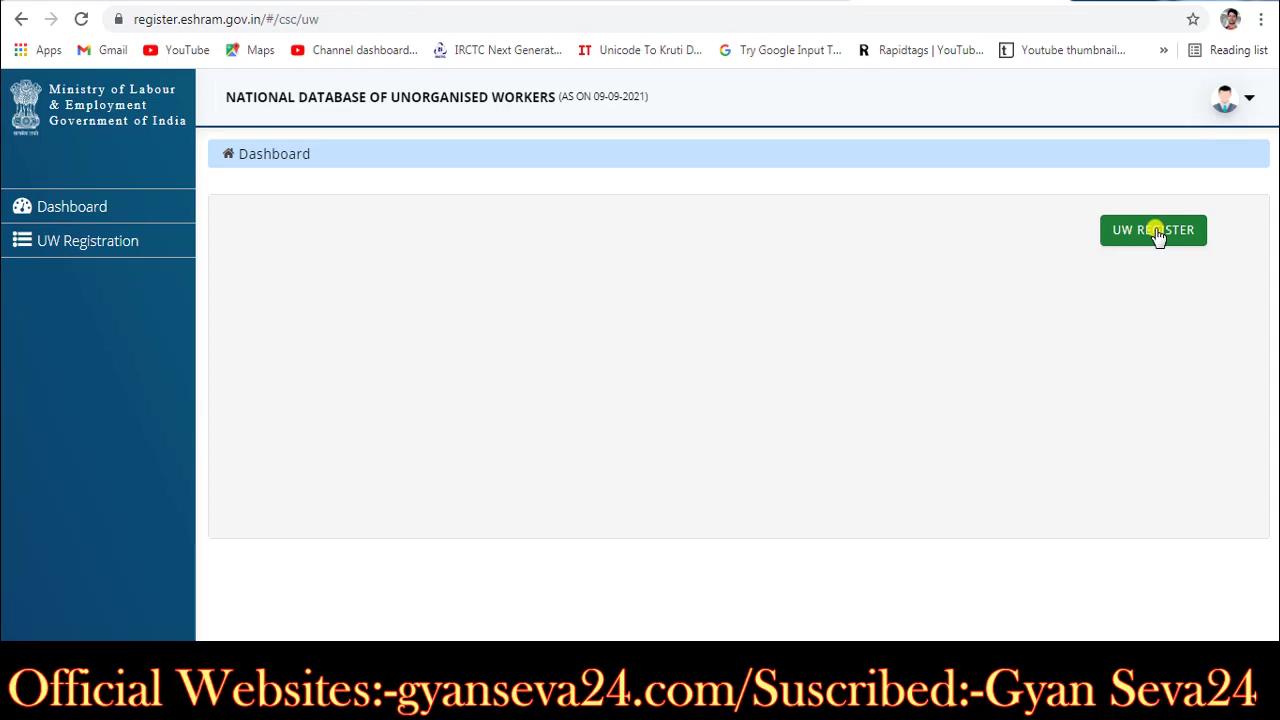 register.eshram.gov.in/#/csc/uw
Apps Gmail YouTube Maps Channel dashboard... IRCTC Next Generat... IT Unicode To Kruti D... G Try Google Input T... R Rapidtags | YouTub... t Youtube thumbnail... » Reading list
Ministry of Labour
& Employment
Government of India
NATIONAL DATABASE OF UNORGANISED WORKERS (AS ON 09-09-2021)
Dashboard
Dashboard
UW Registration
UW REGISTER
Official Websites:-gyanseva24.com/Suscribed:-Gyan Seva24